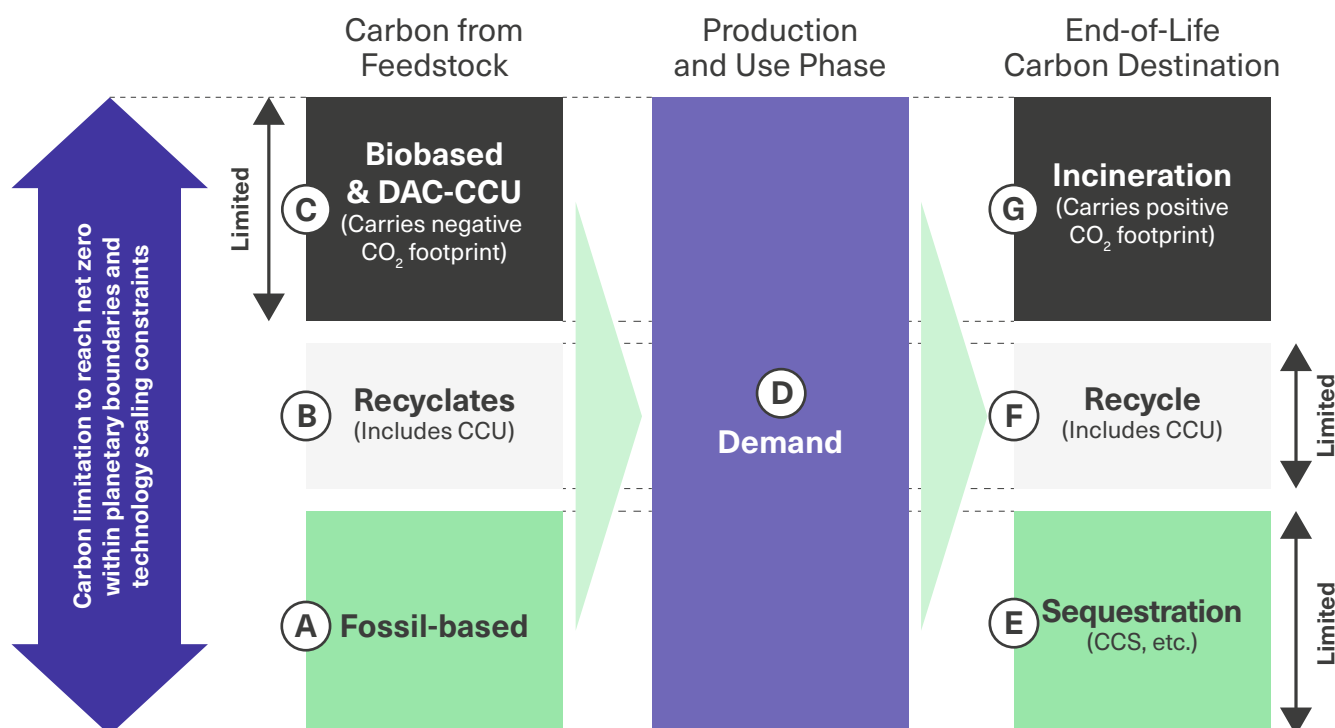 Carbon from
Feedstock
Production
and Use Phase
End-of-Life
Carbon Destination
Carbon limitation to reach net zero
within planetary boundaries and
technology scaling constraints
Limited
C
Biobased
& DAC-CCU
(Carries negative
CO₂ footprint)
B
Recyclates
(Includes CCU)
A
Fossil-based
D
Demand
G
Incineration
(Carries positive
CO₂ footprint)
F
Recycle
(Includes CCU)
Limited
E
Sequestration
(CCS, etc.)
Limited